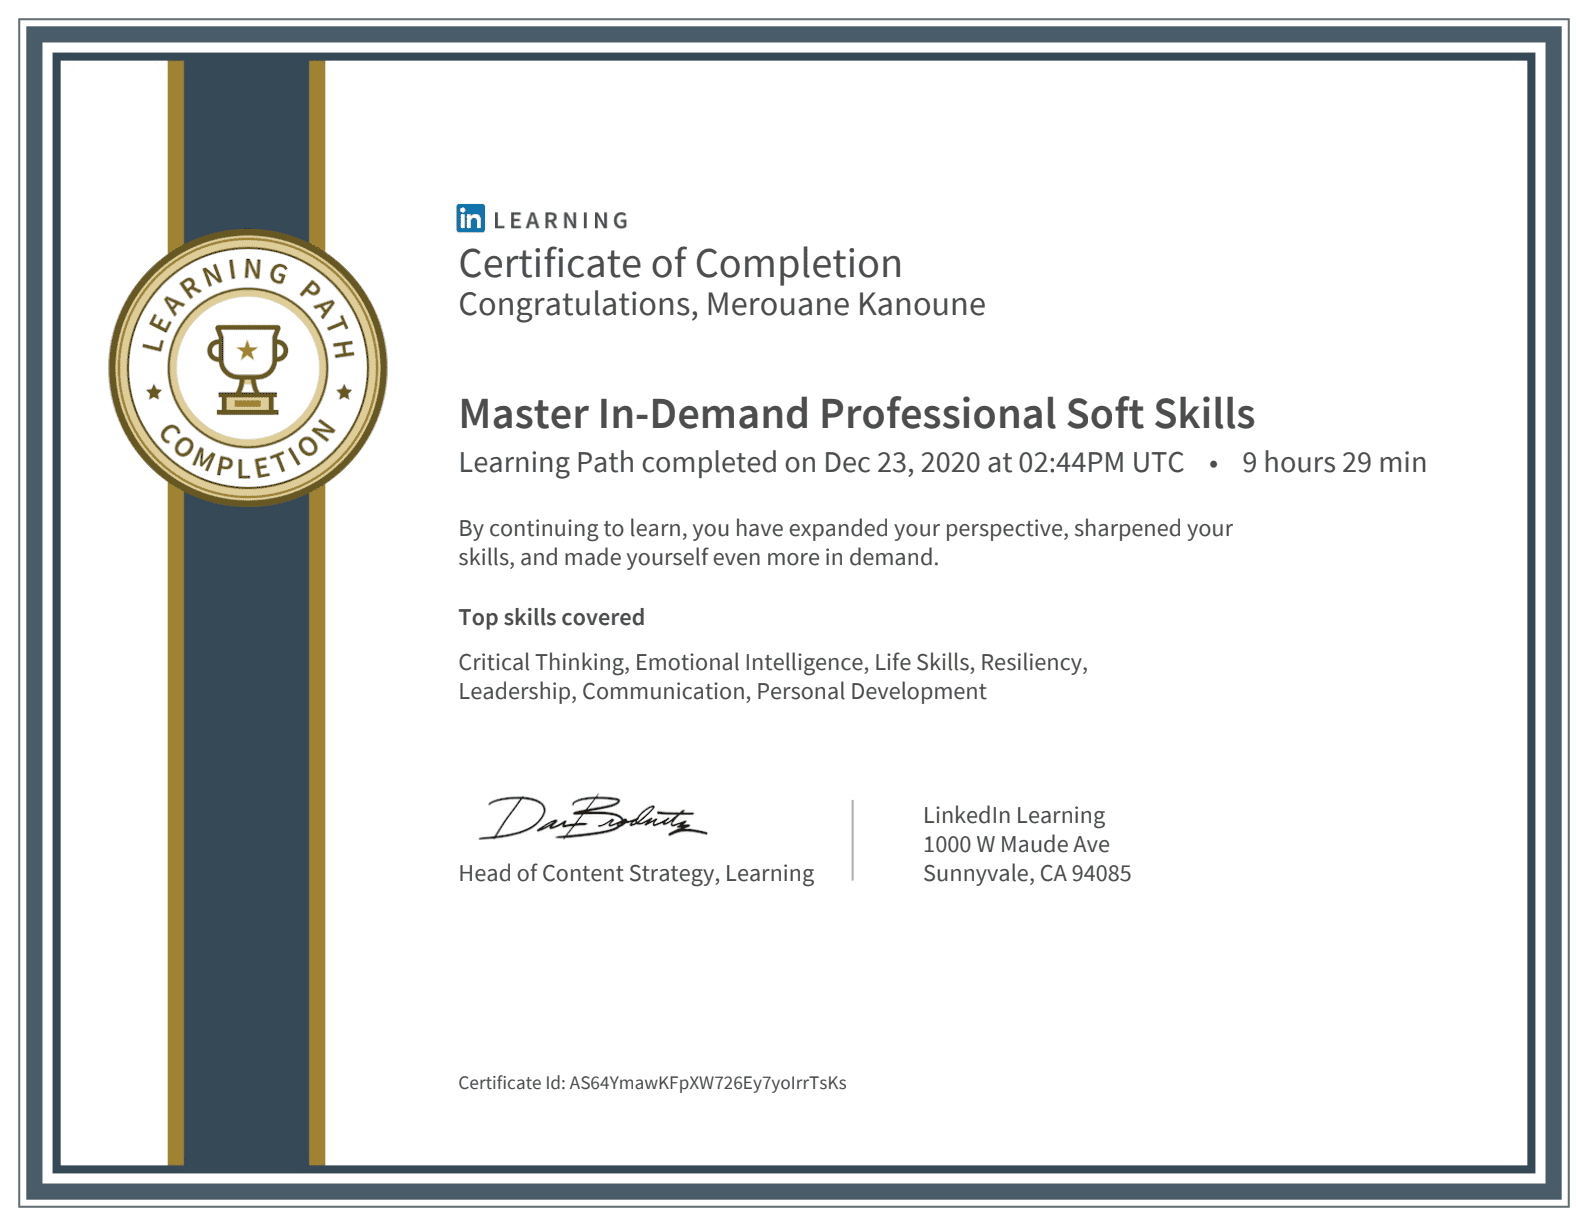 LEARNING PATH
COMPLETION
in LEARNING
Certificate of Completion
Congratulations, Merouane Kanoune
Master In-Demand Professional Soft Skills
Learning Path completed on Dec 23, 2020 at 02:44PM UTC • 9 hours 29 min
By continuing to learn, you have expanded your perspective, sharpened your
skills, and made yourself even more in demand.
Top skills covered
Critical Thinking, Emotional Intelligence, Life Skills, Resiliency,
Leadership, Communication, Personal Development
Dan Brodnitz
Head of Content Strategy, Learning
LinkedIn Learning
1000 W Maude Ave
Sunnyvale, CA 94085
Certificate Id: AS64YmawKFpXW726Ey7yoIrrTsKs